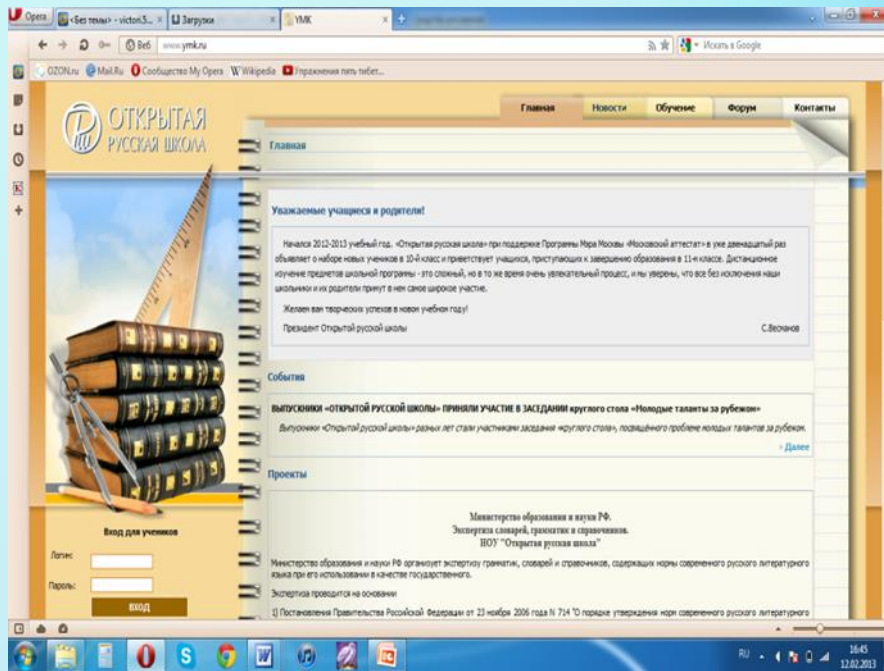 Opera
<Без темы> - victori.5...
Загрузки
YMK
Веб
www.ymk.ru
Искать в Google
OZON.ru
Mail.Ru
Сообщество My Opera
Wikipedia
Упражнения пять тибет...
ОТКРЫТАЯ
РУССКАЯ ШКОЛА
Главная
Новости
Обучение
Форум
Контакты
Главная
Уважаемые учащиеся и родители!
Начался 2012-2013 учебный год. «Открытая русская школа» при поддержке Программы Мэра Москвы «Московский аттестат» в уже двенадцатый раз
объявляет о наборе новых учеников в 10-й класс и приветствует учащихся, приступающих к завершению образования в 11-м классе. Дистанционное
изучение предметов школьной программы - это сложный, но в то же время очень увлекательный процесс, и мы уверены, что все без исключения наши
школьники и их родители примут в нем самое широкое участие.
Желаем вам творческих успехов в новом учебном году!
Президент Открытой русской школы
События
ВЫПУСКНИКИ «ОТКРЫТОЙ РУССКОЙ ШКОЛЫ» ПРИНЯЛИ УЧАСТИЕ В ЗАСЕДАНИИ круглого стола «Молодые таланты за рубежом»
Выпускники «Открытой русской школы» разных лет стали участниками заседания «круглого стола», посвящённого проблеме молодых талантов за рубежом.
» Далее
Проекты
Министерство образования и науки РФ.
Экспертиза словарей, грамматик и справочников.
НОУ "Открытая русская школа"
Министерство образования и науки РФ организует экспертизу грамматик, словарей и справочников, содержащих нормы современного русского литературного
языка при его использовании в качестве государственного.
Экспертиза проводится на основании
1) Постановления Правительства Российской Федерации от 23 ноября 2006 года N 714 "О порядке утверждения норм современного русского литературного
Вход для учеников
Логин:
Пароль:
ВХОД
RU
16:45
12.02.2013